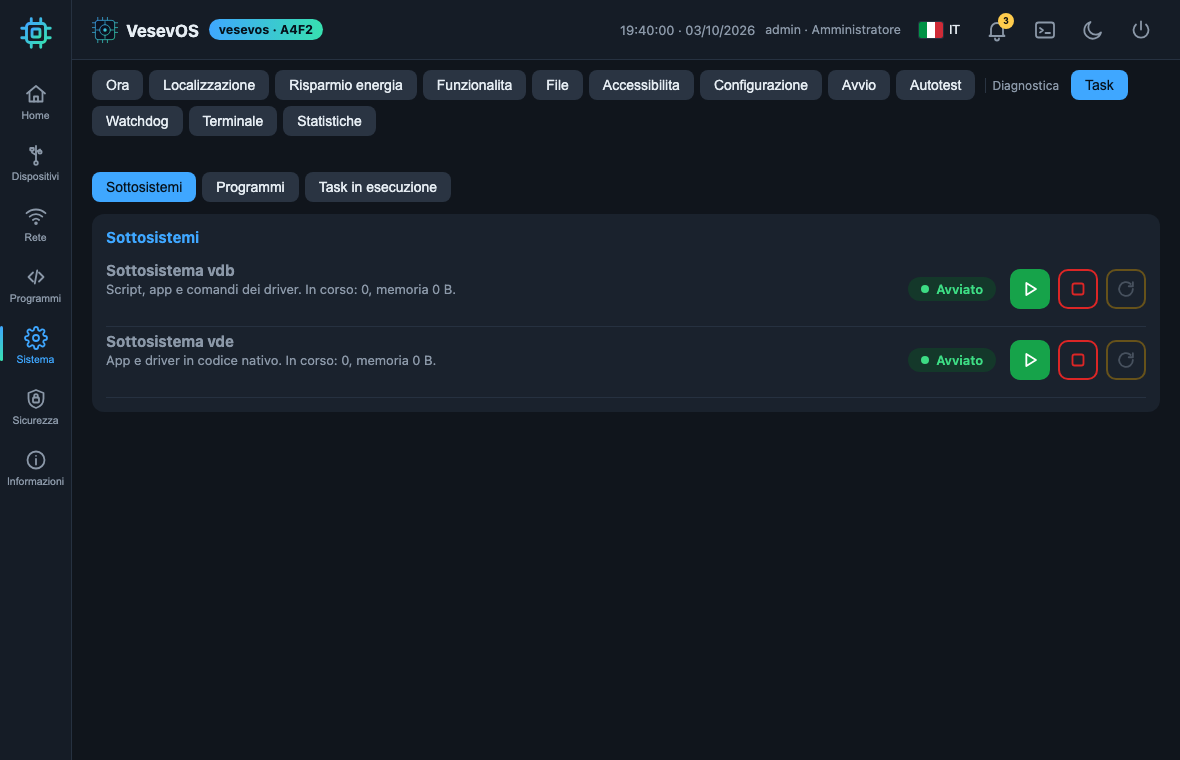 VesevOS
vesevos · A4F2
19:40:00 · 03/10/2026
admin · Amministratore
IT
3
Home
Dispositivi
Rete
Programmi
Sistema
Sicurezza
Informazioni
Ora
Localizzazione
Risparmio energia
Funzionalita
File
Accessibilita
Configurazione
Avvio
Autotest
Diagnostica
Task
Watchdog
Terminale
Statistiche
Sottosistemi
Programmi
Task in esecuzione
Sottosistemi
Sottosistema vdb
Script, app e comandi dei driver. In corso: 0, memoria 0 B.
Avviato
Sottosistema vde
App e driver in codice nativo. In corso: 0, memoria 0 B.
Avviato